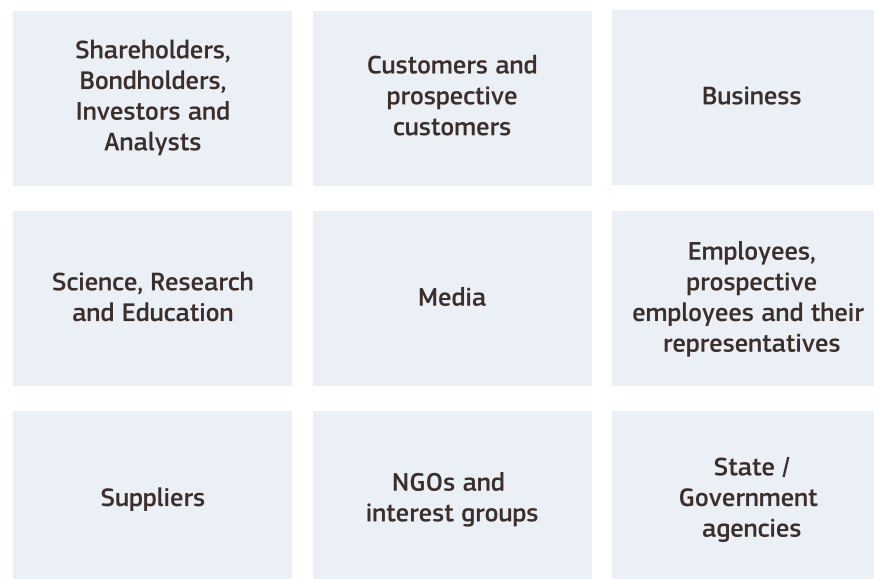 Shareholders,
Bondholders,
Investors and
Analysts
Customers and
prospective
customers
Business
Science, Research
and Education
Media
Employees,
prospective
employees and their
representatives
Suppliers
NGOs and
interest groups
State /
Government
agencies